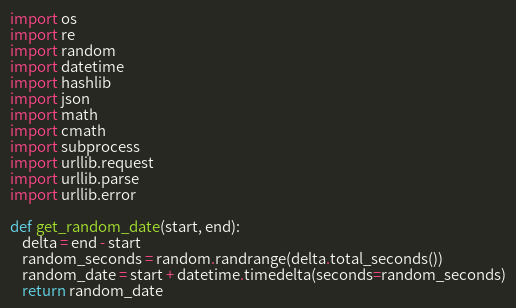 import os
import re
import random
import datetime
import hashlib
import json
import math
import cmath
import subprocess
import urllib.request
import urllib.parse
import urllib.error

def get_random_date(start, end):
    delta = end - start
    random_seconds = random.randrange(delta.total_seconds())
    random_date = start + datetime.timedelta(seconds=random_seconds)
    return random_date